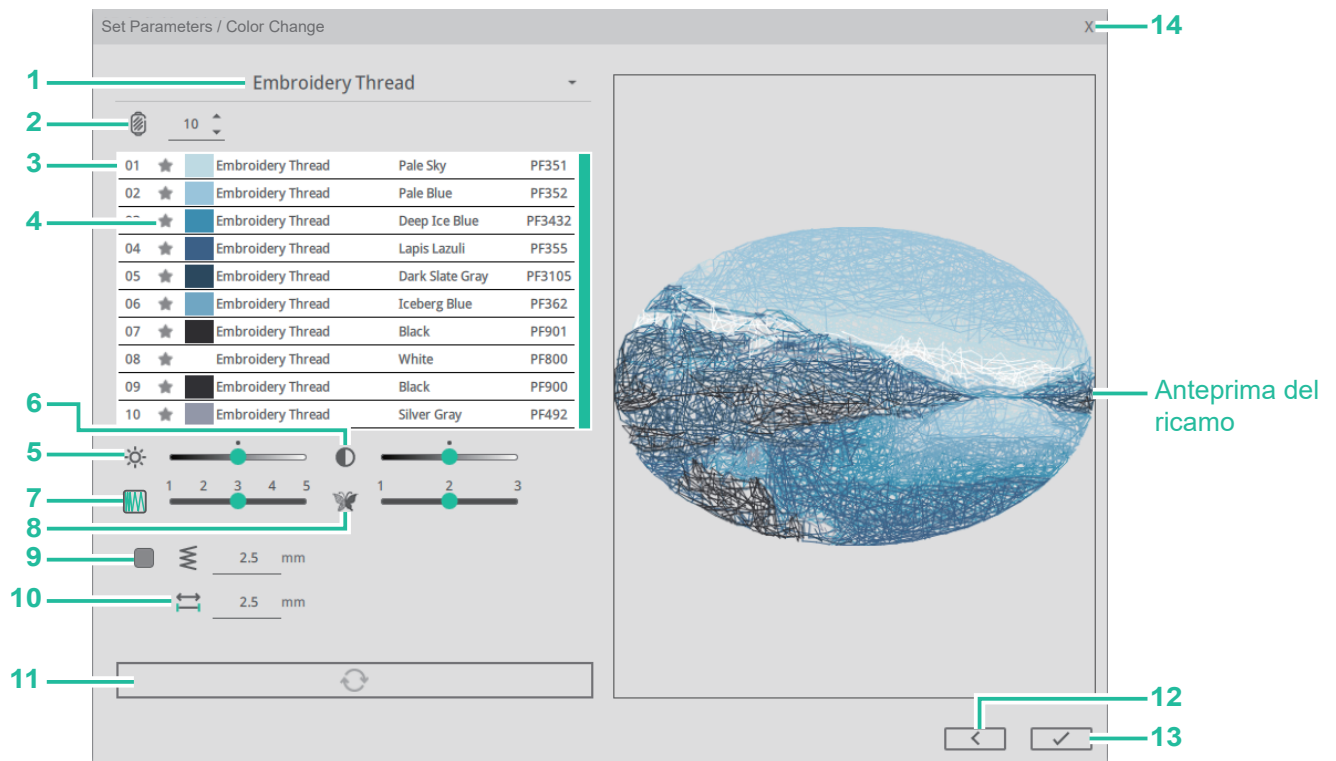 Set Parameters / Color Change
X
14
1
Embroidery Thread
2
10
3
01 Embroidery Thread Pale Sky PF351
02 Embroidery Thread Pale Blue PF352
4
Embroidery Thread Deep Ice Blue PF3432
04 Embroidery Thread Lapis Lazuli PF355
05 Embroidery Thread Dark Slate Gray PF3105
06 Embroidery Thread Iceberg Blue PF362
07 Embroidery Thread Black PF901
08 Embroidery Thread White PF800
09 Embroidery Thread Black PF900
10 Embroidery Thread Silver Gray PF492
Anteprima del
ricamo
6
5
1 2 3 4 5
1 2 3
7
8
9
2.5 mm
10
2.5 mm
11
12
13